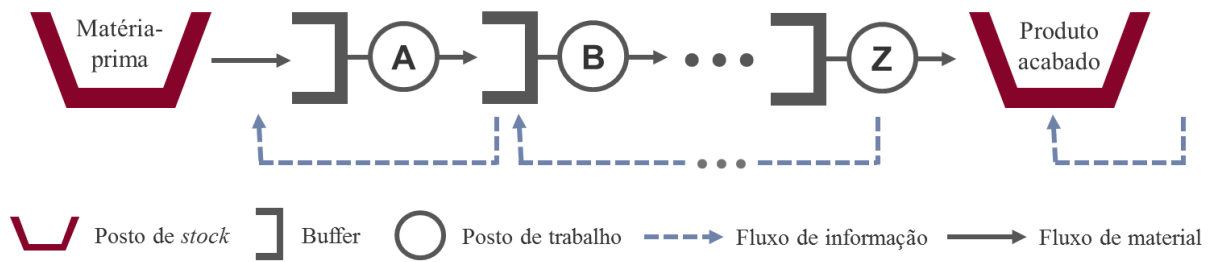 Matéria-
prima
A
B
Z
Produto
acabado
Posto de stock
Buffer
Posto de trabalho
Fluxo de informação
Fluxo de material